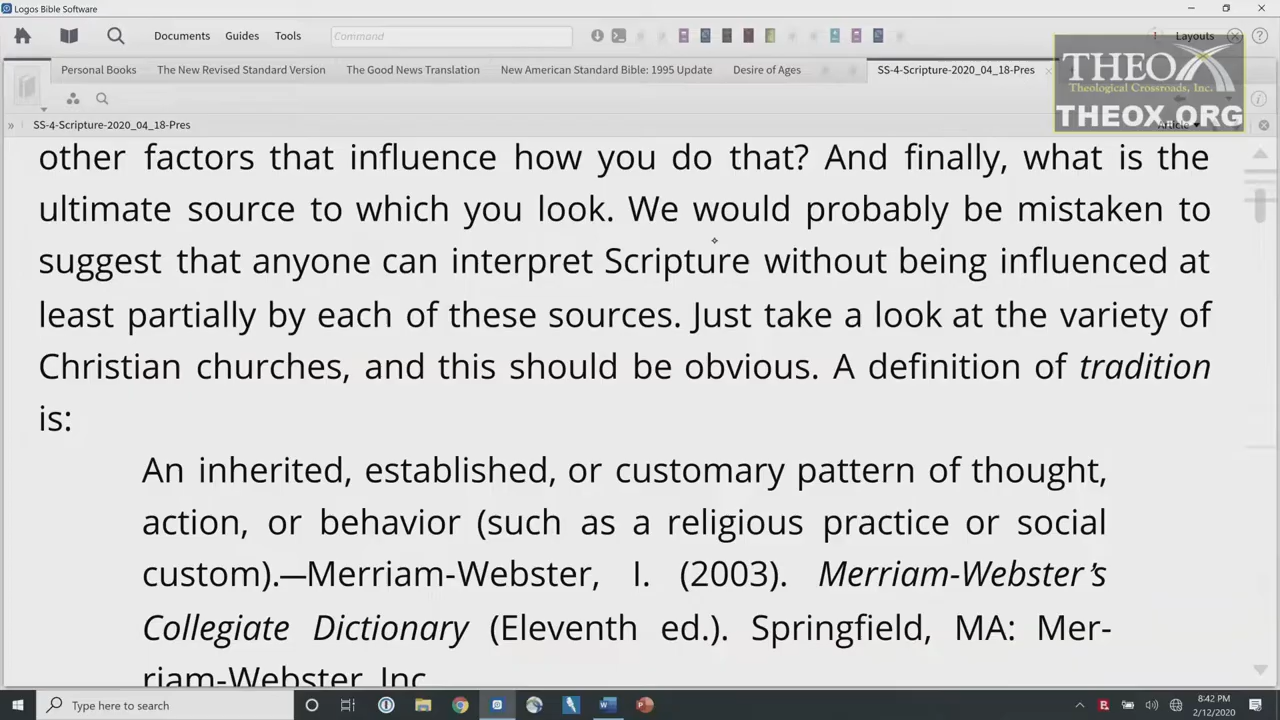 Logos Bible Software
Documents Guides Tools Command Layouts
Personal Books The New Revised Standard Version The Good News Translation New American Standard Bible: 1995 Update Desire of Ages SS-4-Scripture-2020_04_18-Pres
THEOX
Theological Crossroads, Inc.
THEOX.ORG
SS-4-Scripture-2020_04_18-Pres Article
other factors that influence how you do that? And finally, what is the
ultimate source to which you look. We would probably be mistaken to
suggest that anyone can interpret Scripture without being influenced at
least partially by each of these sources. Just take a look at the variety of
Christian churches, and this should be obvious. A definition of tradition
is:
An inherited, established, or customary pattern of thought,
action, or behavior (such as a religious practice or social
custom).—Merriam-Webster, I. (2003). Merriam-Webster's
Collegiate Dictionary (Eleventh ed.). Springfield, MA: Mer-
riam-Webster, Inc.
Type here to search
8:42 PM
2/12/2020